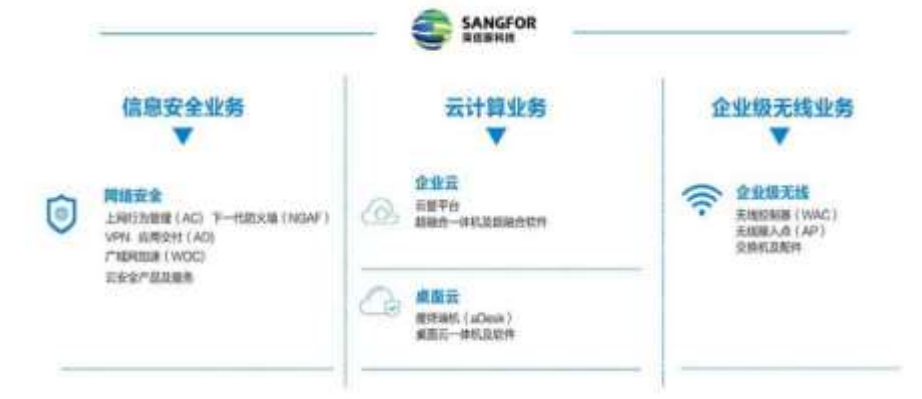 SANGFOR
深信服科技
信息安全业务
网络安全
上网行为管理（AC） 下一代防火墙（NGAF）
VPN 应用交付（AD）
广域网加速（WOC）
云安全产品及服务
云计算业务
企业云
云管平台
超融合一体机及超融合软件
桌面云
瘦终端机（aDesk）
桌面云一体机及软件
企业级无线业务
企业级无线
无线控制器（WAC）
无线接入点（AP）
交换机及配件